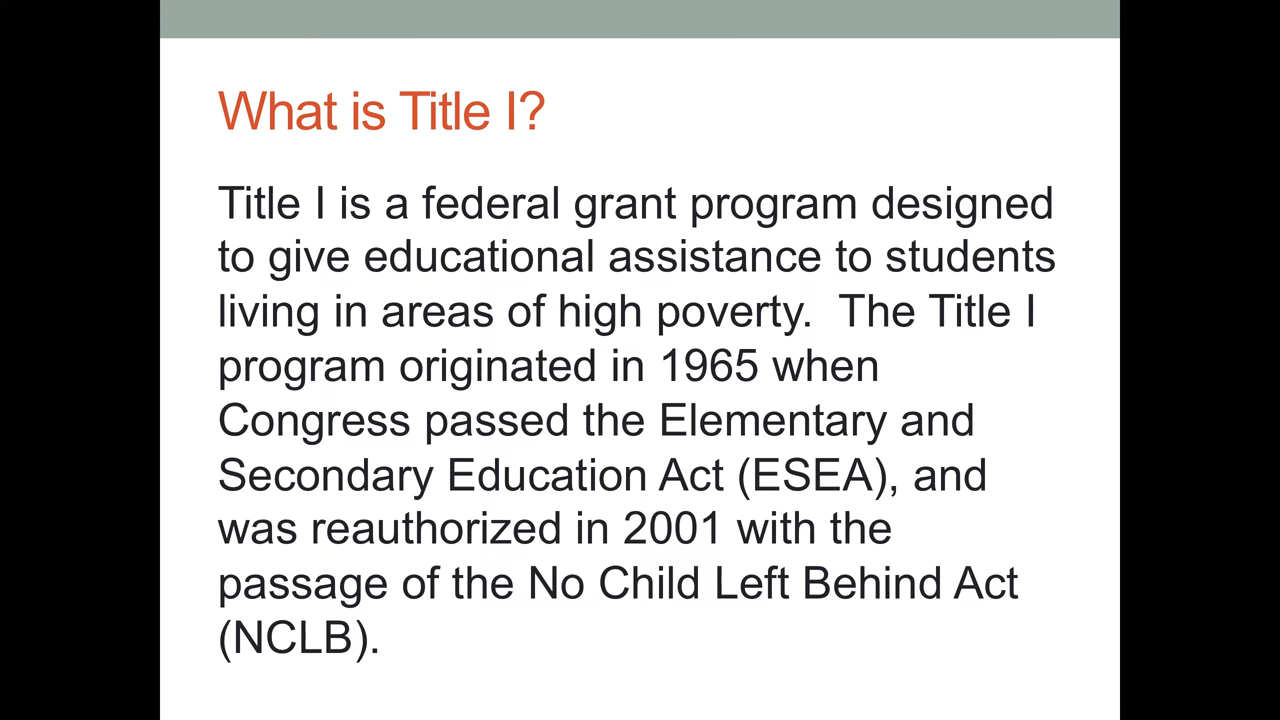 What is Title I?
Title I is a federal grant program designed
to give educational assistance to students
living in areas of high poverty.  The Title I
program originated in 1965 when
Congress passed the Elementary and
Secondary Education Act (ESEA), and
was reauthorized in 2001 with the
passage of the No Child Left Behind Act
(NCLB).